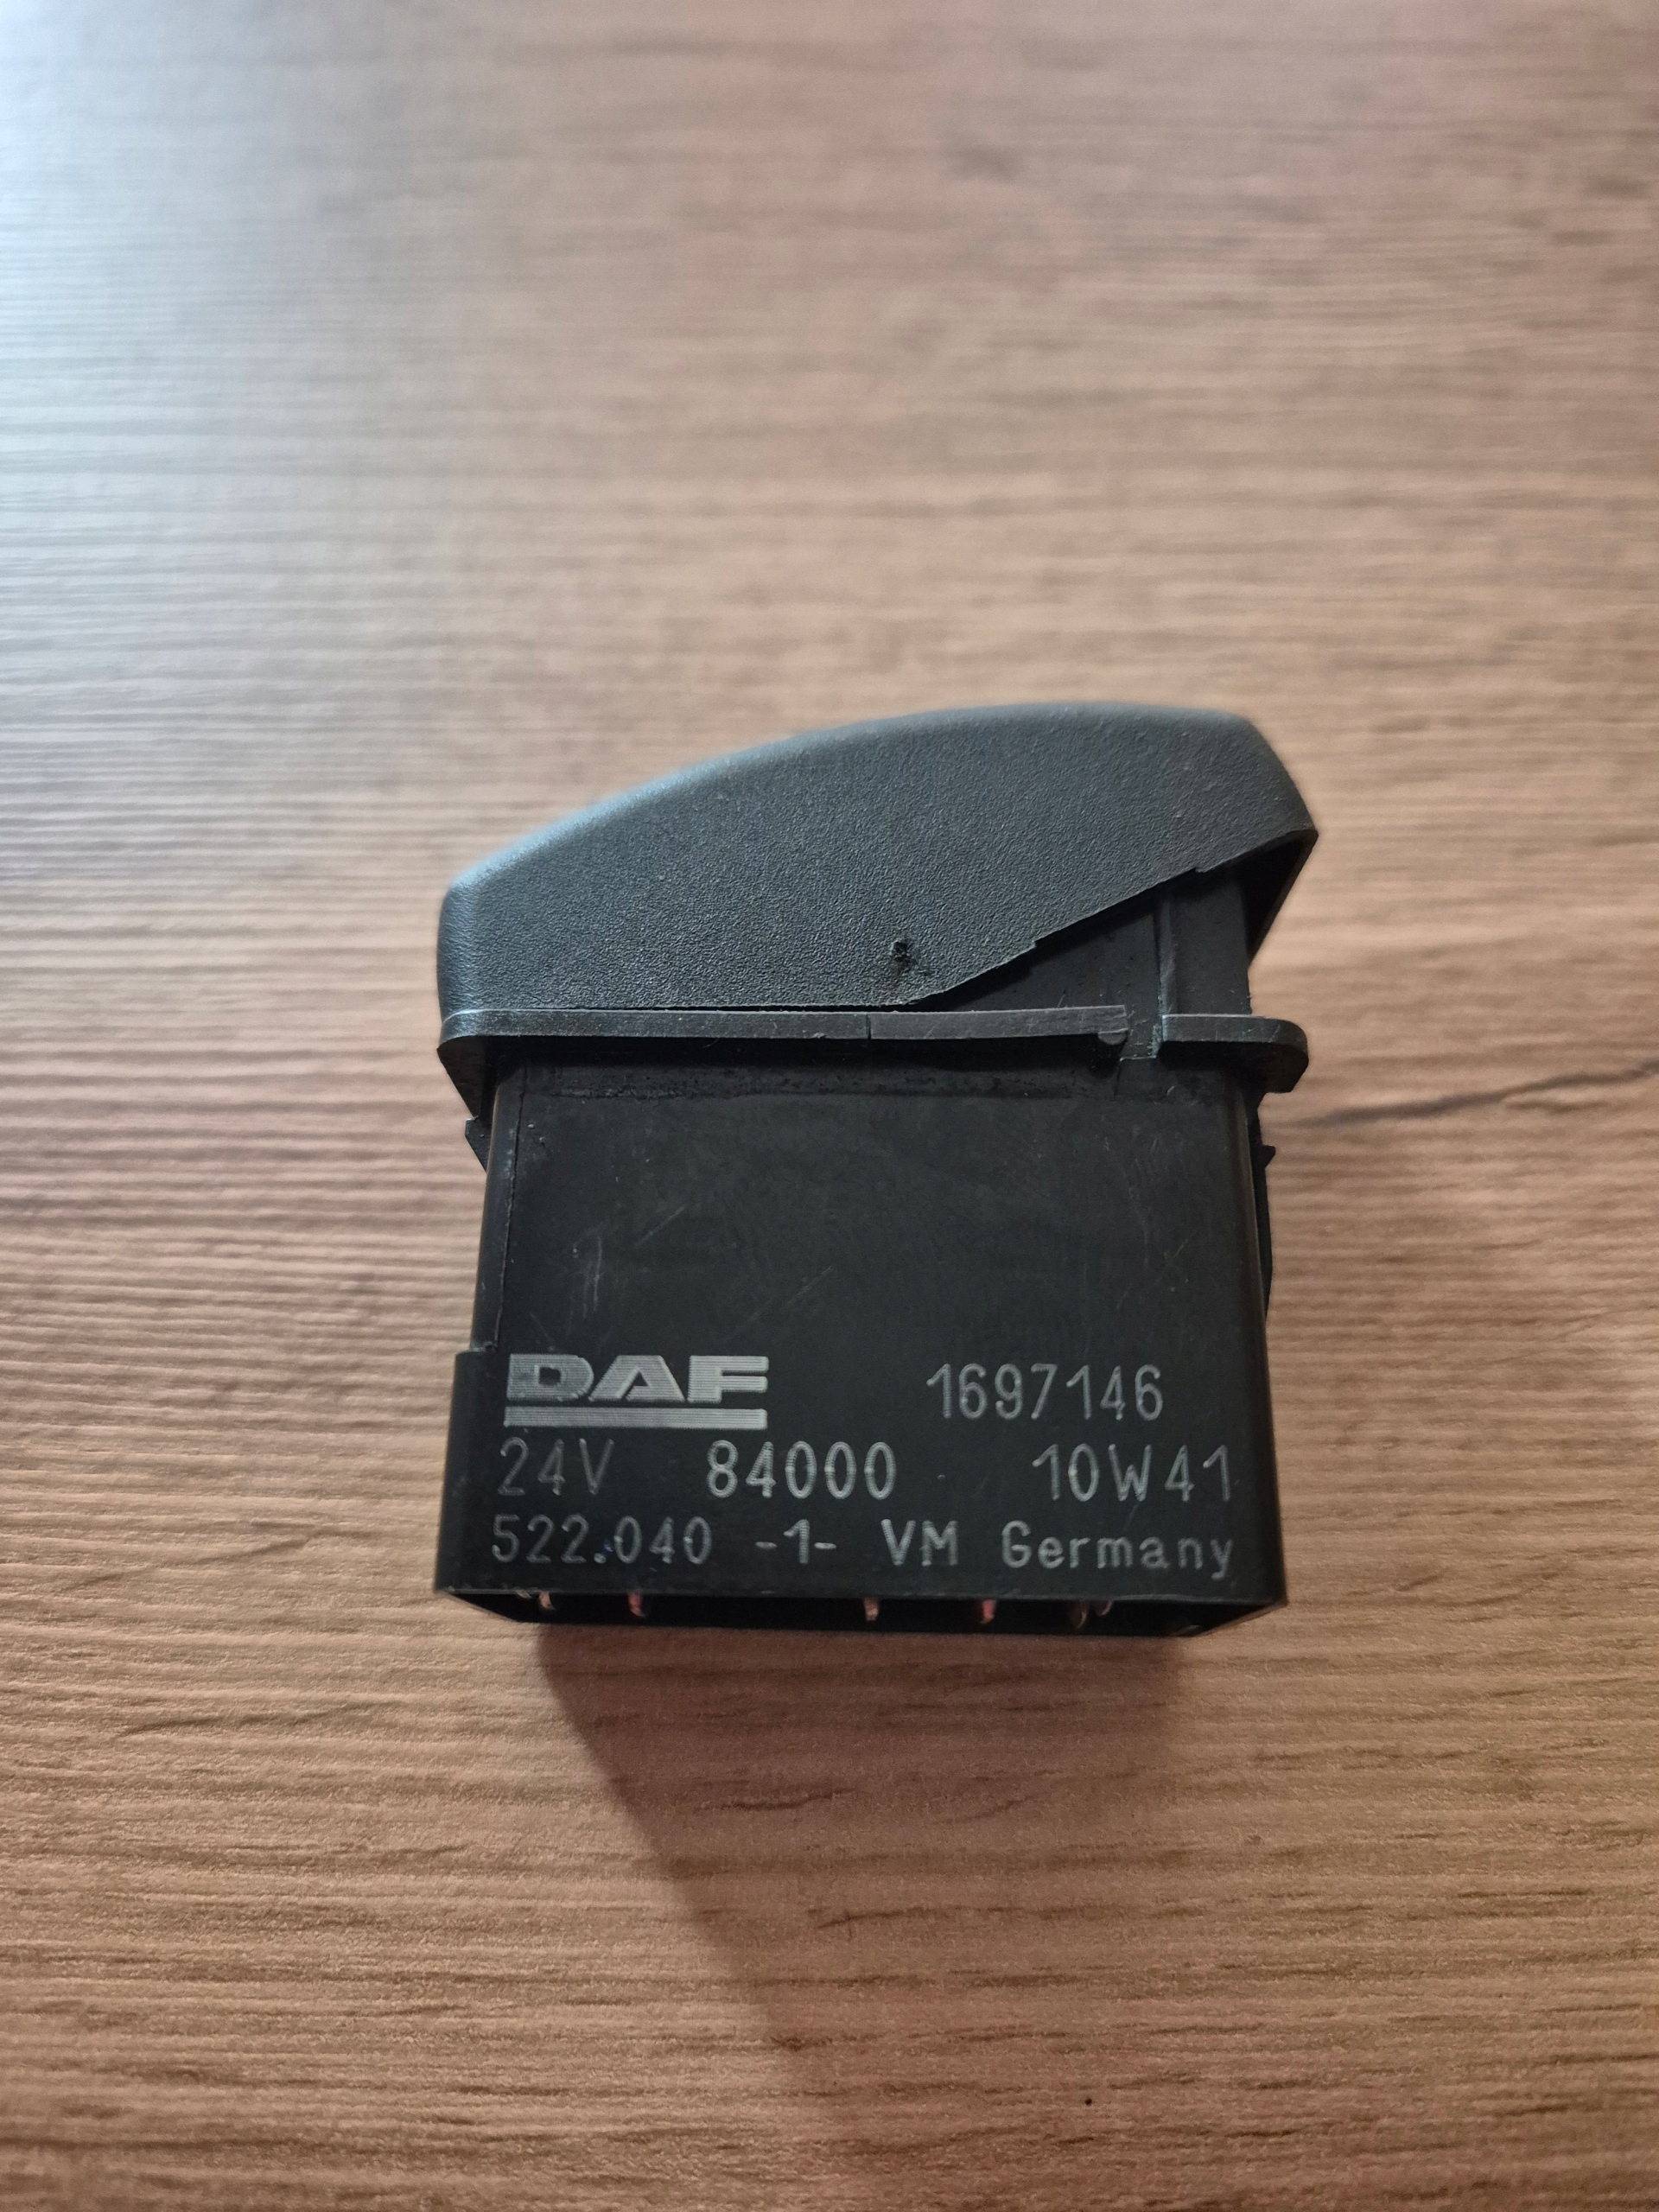 DAF 1697146
24V 84000 10W41
522.040 -1- VM Germany